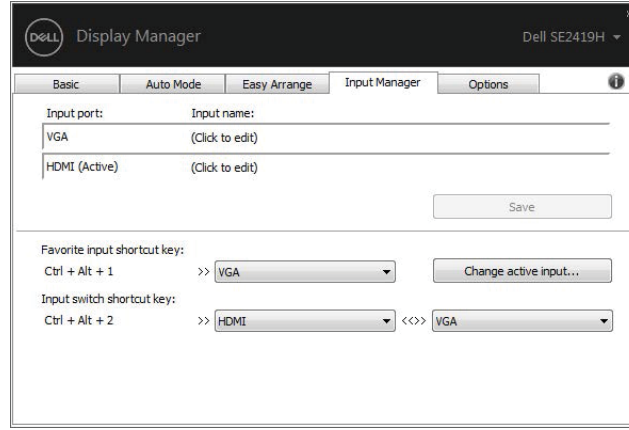 DELL Display Manager Dell SE2419H
Basic Auto Mode Easy Arrange Input Manager Options
Input port: Input name:
VGA (Click to edit)
HDMI (Active) (Click to edit)
Save
Favorite input shortcut key:
Ctrl + Alt + 1 >> VGA Change active input...
Input switch shortcut key:
Ctrl + Alt + 2 >> HDMI <<>> VGA